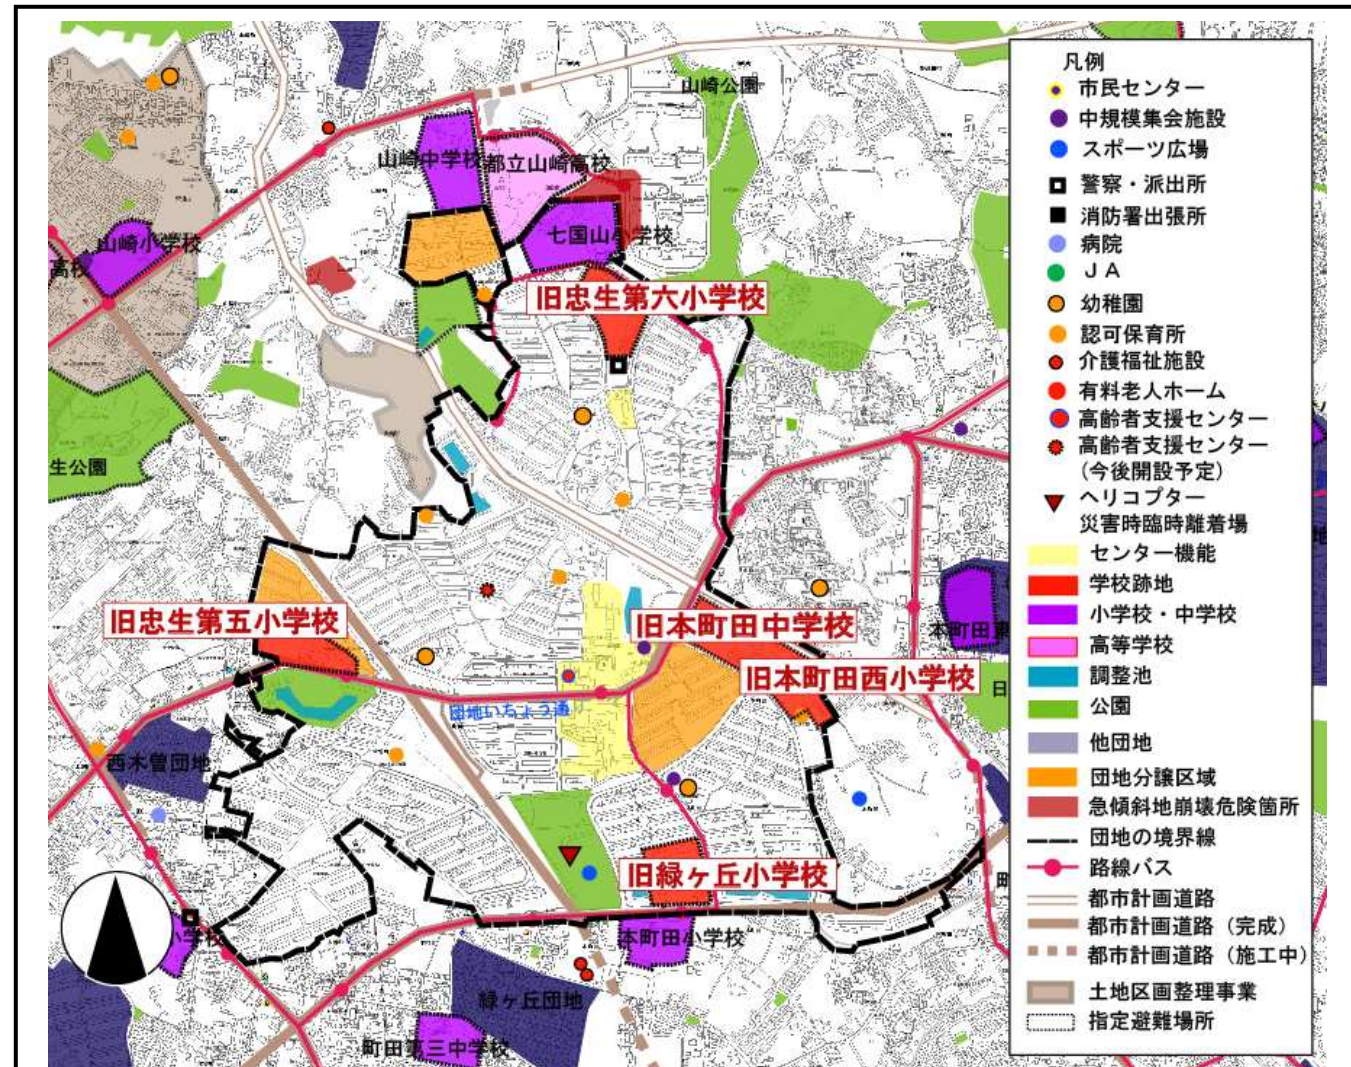 山崎公園
山崎中学校
都立山崎高校
山崎小学校
高校
七国山小学校
旧忠生第六小学校
生公園
旧忠生第五小学校
旧本町田中学校
本町田東
旧本町田西小学校
日
団地いちょう通
西木曽団地
旧緑ヶ丘小学校
町
小学校
本町田小学校
緑ヶ丘団地
町田第三中学校
凡例
市民センター
中規模集会施設
スポーツ広場
警察・派出所
消防署出張所
病院
ＪＡ
幼稚園
認可保育所
介護福祉施設
有料老人ホーム
高齢者支援センター
高齢者支援センター
(今後開設予定)
ヘリコプター
災害時臨時離着場
センター機能
学校跡地
小学校・中学校
高等学校
調整池
公園
他団地
団地分譲区域
急傾斜地崩壊危険箇所
団地の境界線
路線バス
都市計画道路
都市計画道路（完成）
都市計画道路（施工中）
土地区画整理事業
指定避難場所